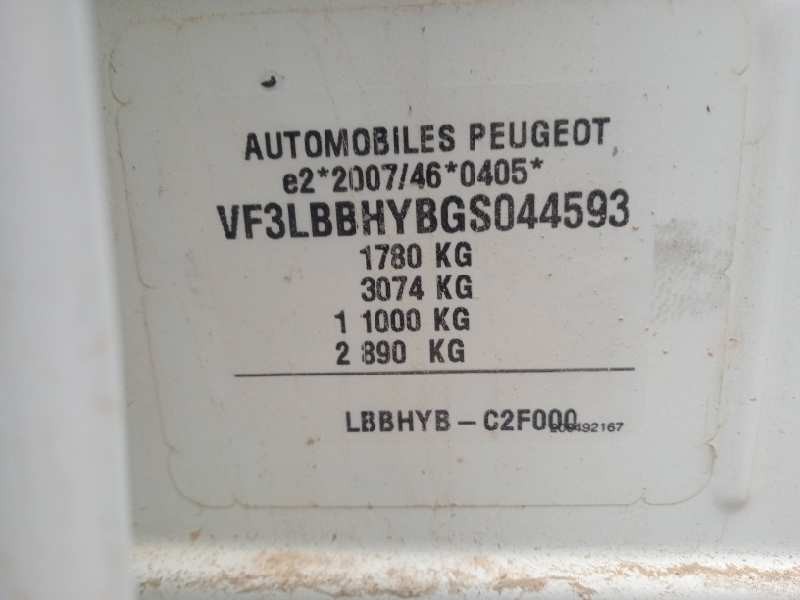 AUTOMOBILES PEUGEOT
e2*2007/46*0405*
VF3LBBHYBGS044593
1780 KG
3074 KG
1 1000 KG
2 890 KG
LBBHYB – C2F000